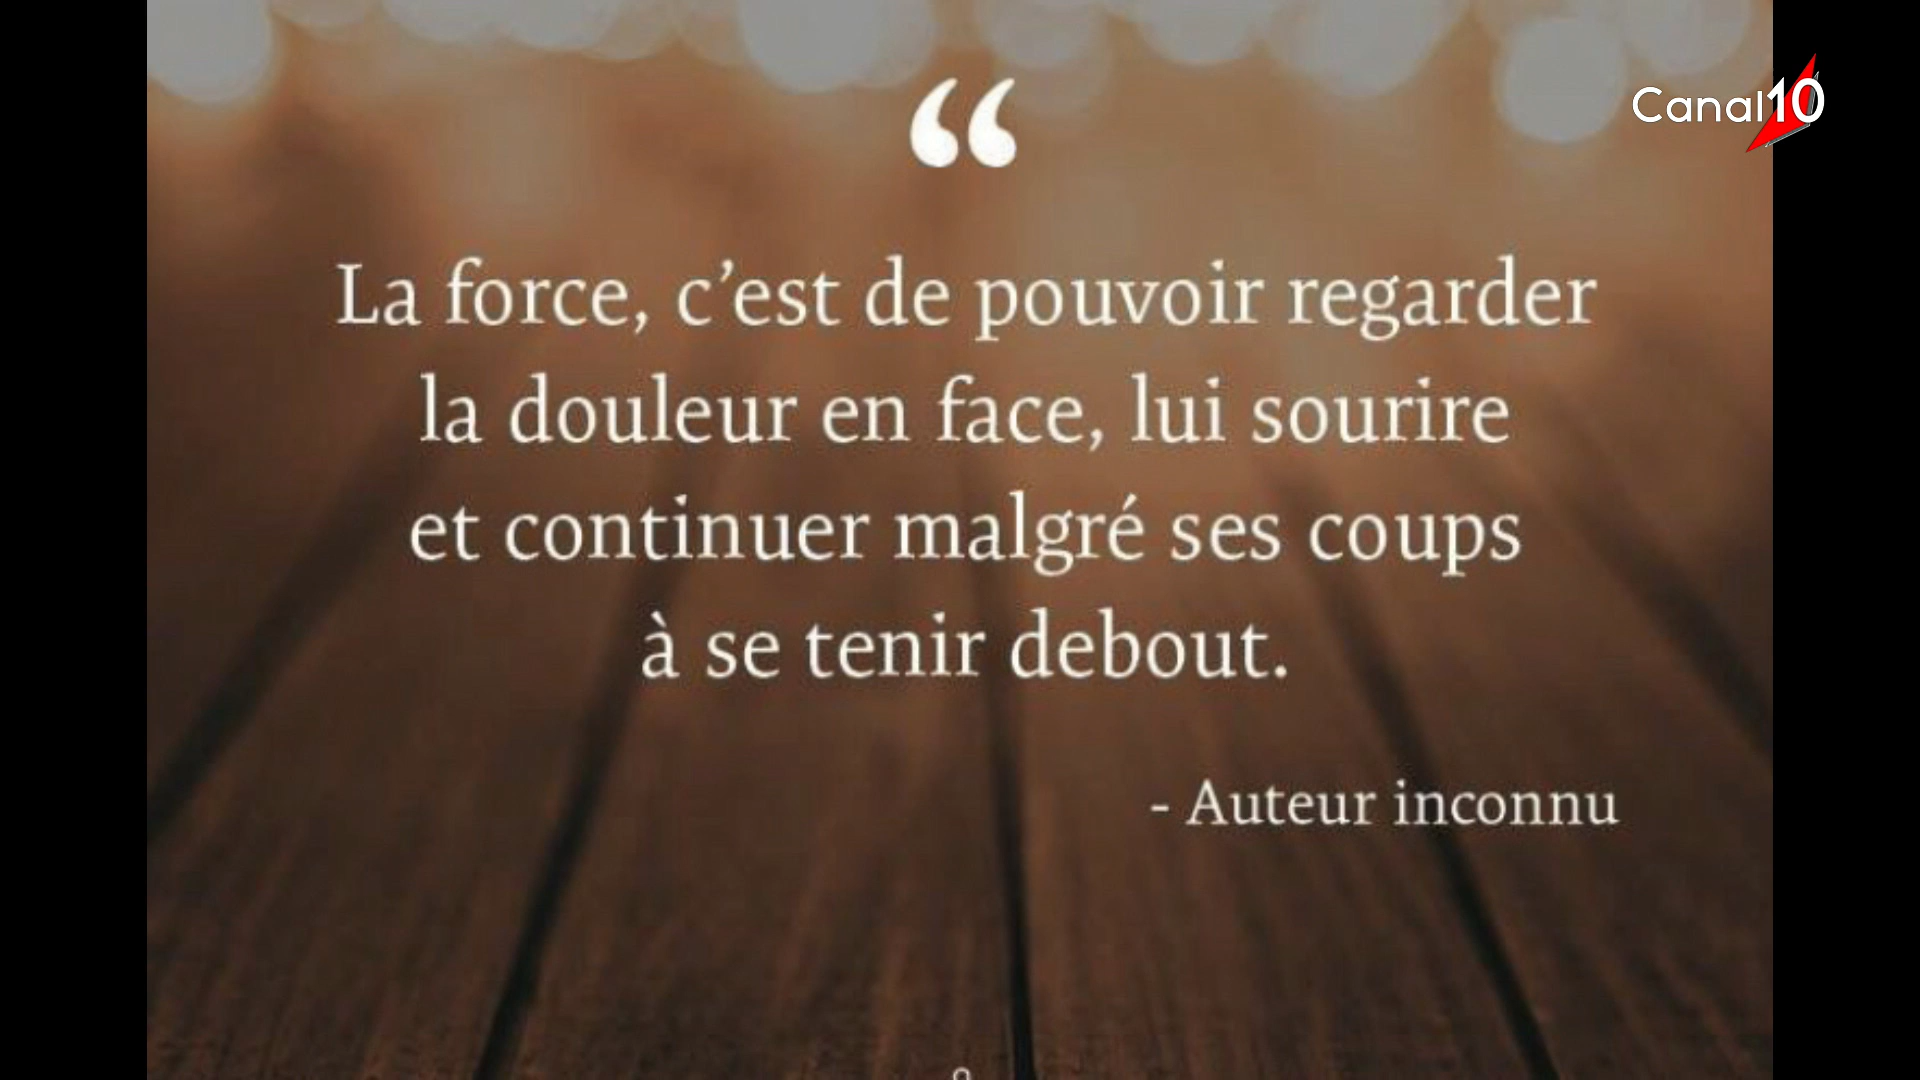 Canal10
“
La force, c’est de pouvoir regarder
la douleur en face, lui sourire
et continuer malgré ses coups
à se tenir debout.
- Auteur inconnu